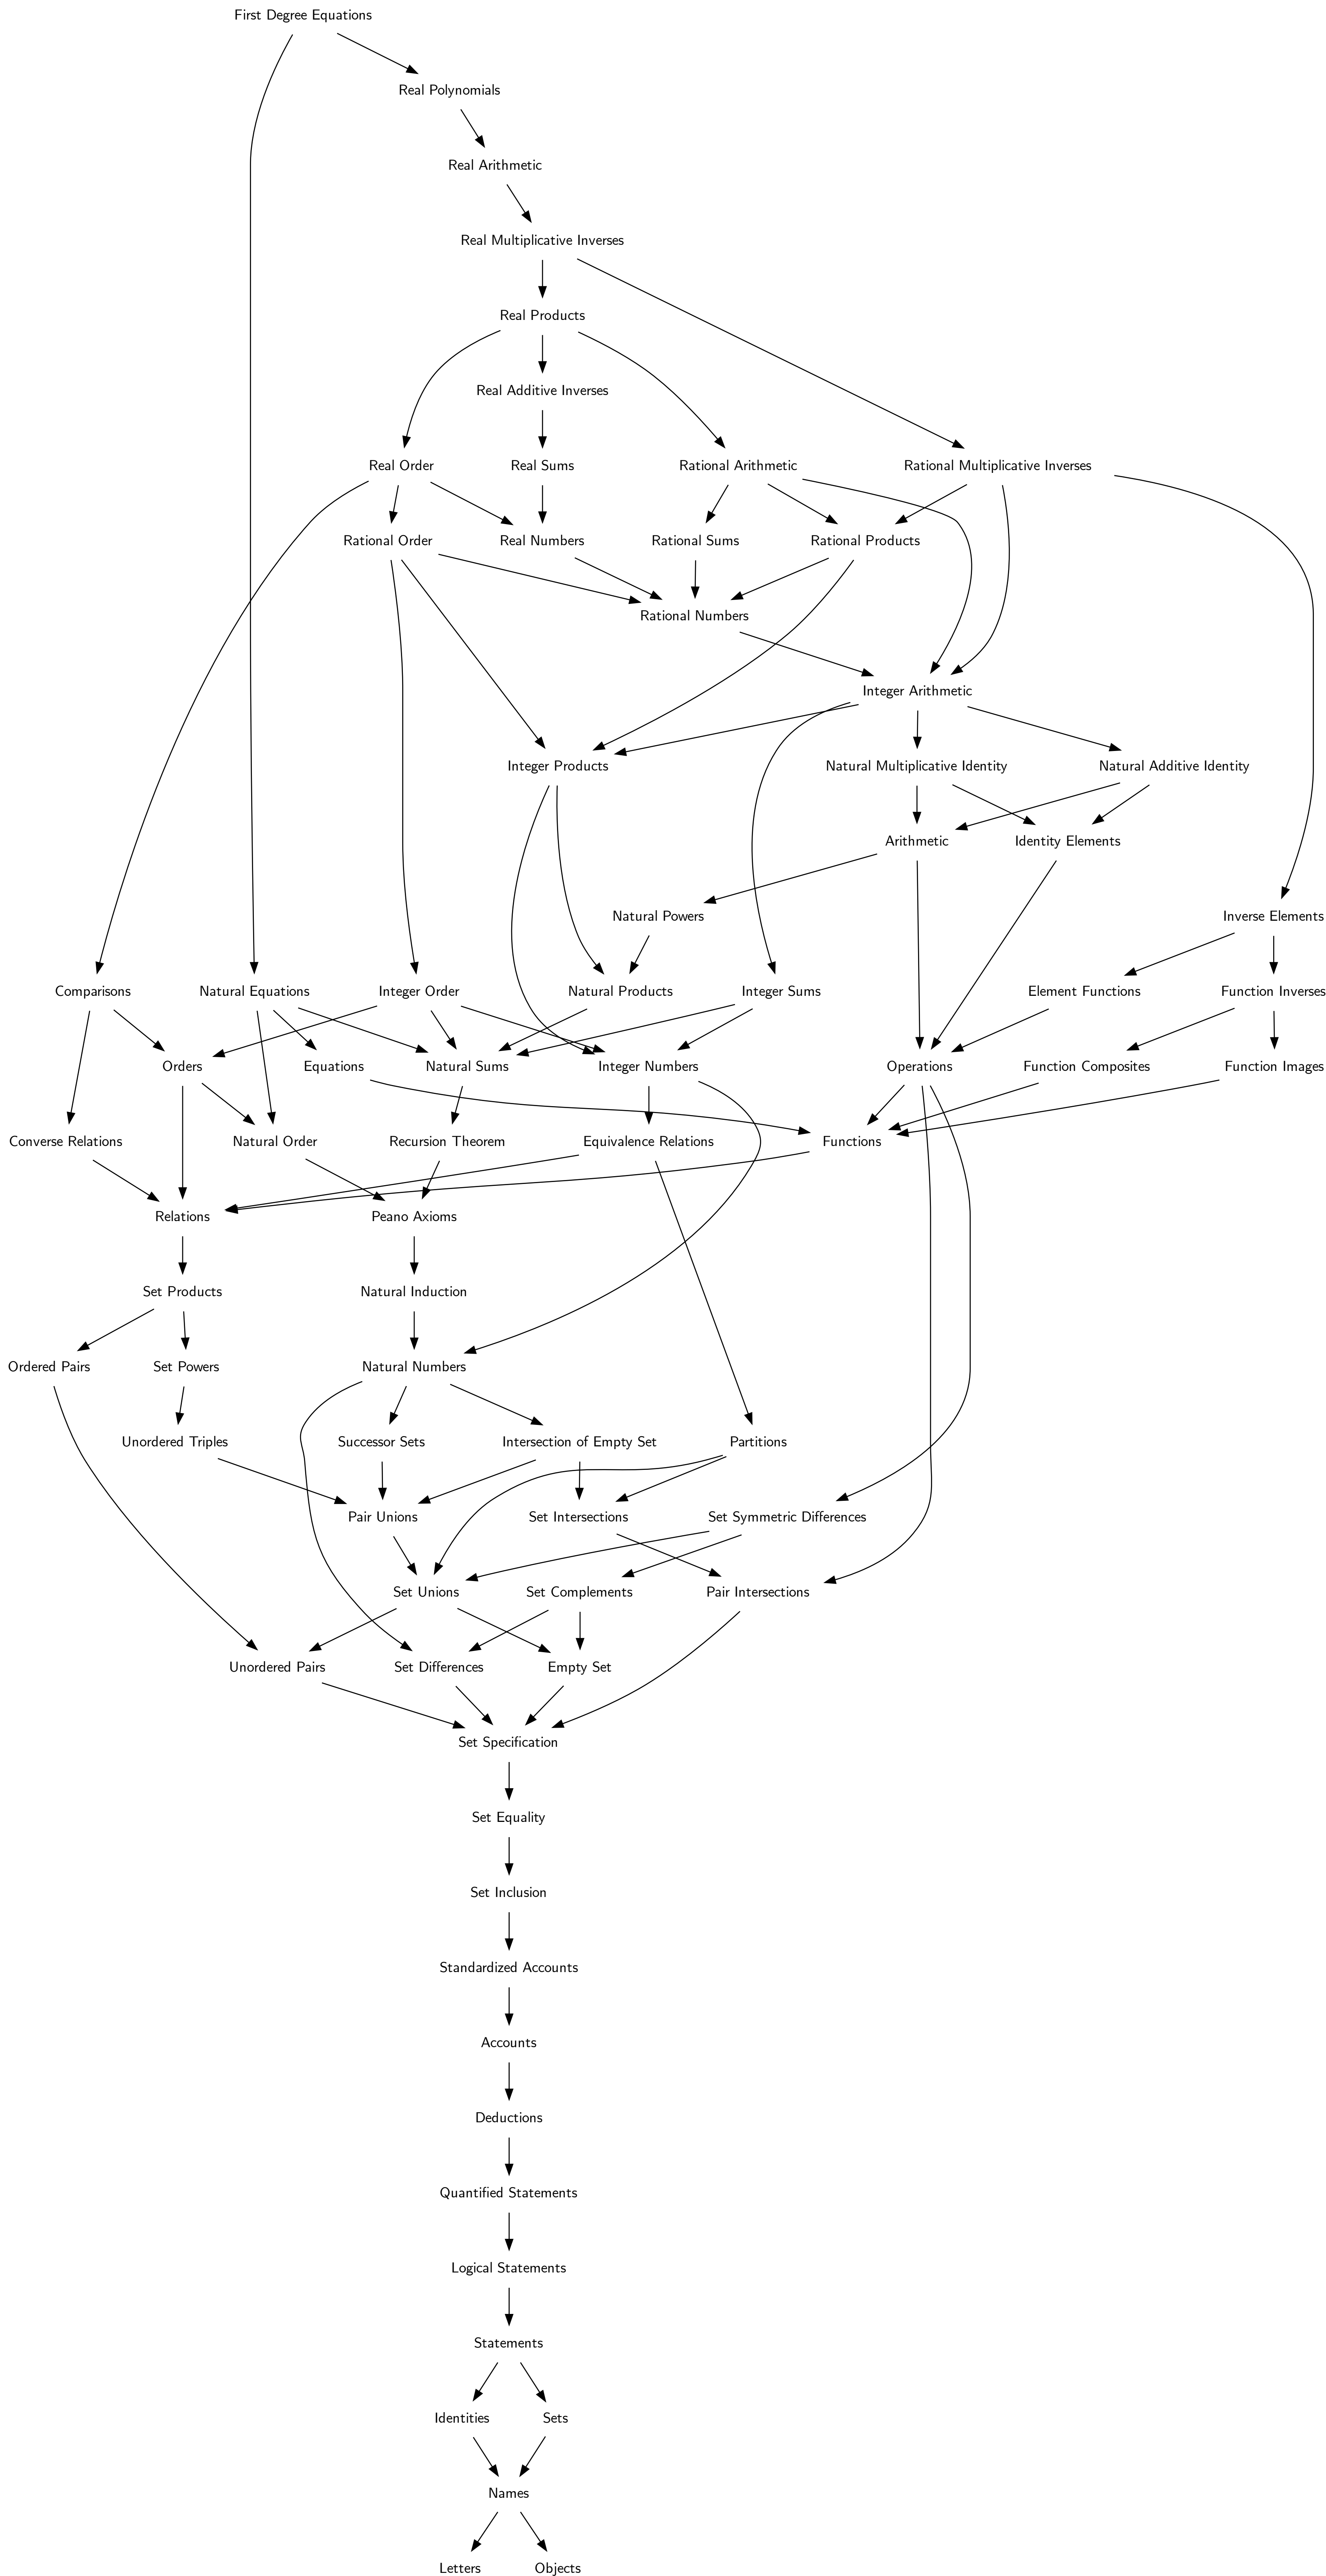 First Degree Equations
Real Polynomials
Real Arithmetic
Real Multiplicative Inverses
Real Products
Real Additive Inverses
Real Order
Real Sums
Rational Arithmetic
Rational Multiplicative Inverses
Rational Order
Real Numbers
Rational Sums
Rational Products
Rational Numbers
Integer Arithmetic
Integer Products
Natural Multiplicative Identity
Natural Additive Identity
Arithmetic
Identity Elements
Natural Powers
Inverse Elements
Comparisons
Natural Equations
Integer Order
Natural Products
Integer Sums
Element Functions
Function Inverses
Orders
Equations
Natural Sums
Integer Numbers
Operations
Function Composites
Function Images
Converse Relations
Natural Order
Recursion Theorem
Equivalence Relations
Functions
Relations
Peano Axioms
Set Products
Natural Induction
Ordered Pairs
Set Powers
Natural Numbers
Unordered Triples
Successor Sets
Intersection of Empty Set
Partitions
Pair Unions
Set Intersections
Set Symmetric Differences
Set Unions
Set Complements
Pair Intersections
Unordered Pairs
Set Differences
Empty Set
Set Specification
Set Equality
Set Inclusion
Standardized Accounts
Accounts
Deductions
Quantified Statements
Logical Statements
Statements
Identities
Sets
Names
Letters
Objects